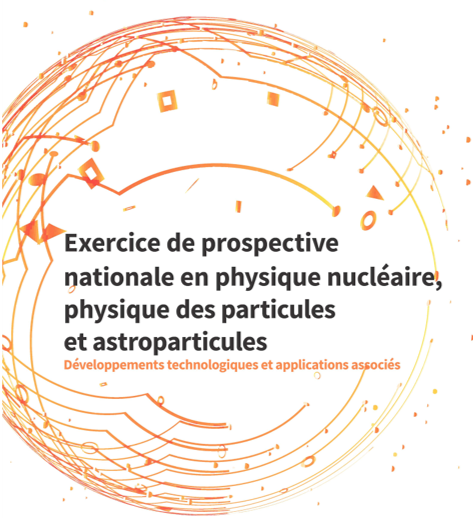 Exercice de prospective
nationale en physique nucléaire,
physique des particules
et astroparticules
Développements technologiques et applications associés